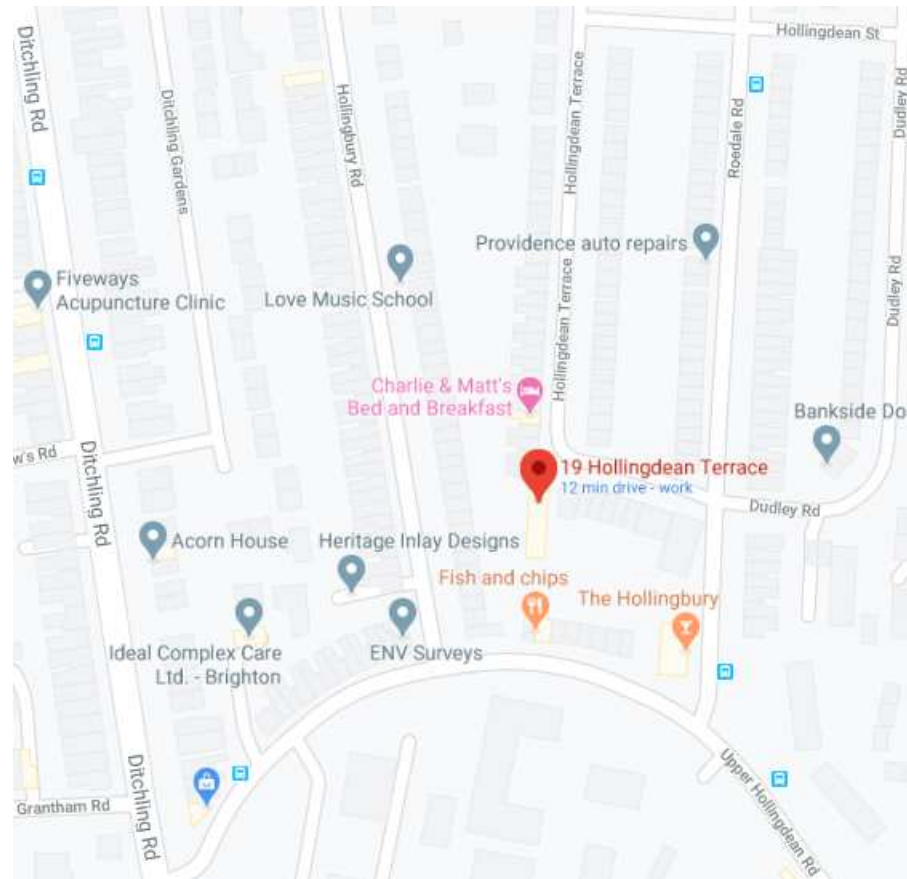 Hollingdean St
Ditchling Rd
Ditchling Gardens
Hollingbury Rd
Hollingdean Terrace
Roedale Rd
Dudley Rd
Providence auto repairs
Fiveways
Acupuncture Clinic
Love Music School
Dudley Rd
Hollingdean Terrace
Charlie & Matt's
Bed and Breakfast
Bankside Do
w's Rd
Ditchling Rd
19 Hollingdean Terrace
12 min drive - work
Dudley Rd
Acorn House
Heritage Inlay Designs
Fish and chips
The Hollingbury
Ideal Complex Care
Ltd. - Brighton
ENV Surveys
Ditchling Rd
Grantham Rd
Upper Hollingdean Rd